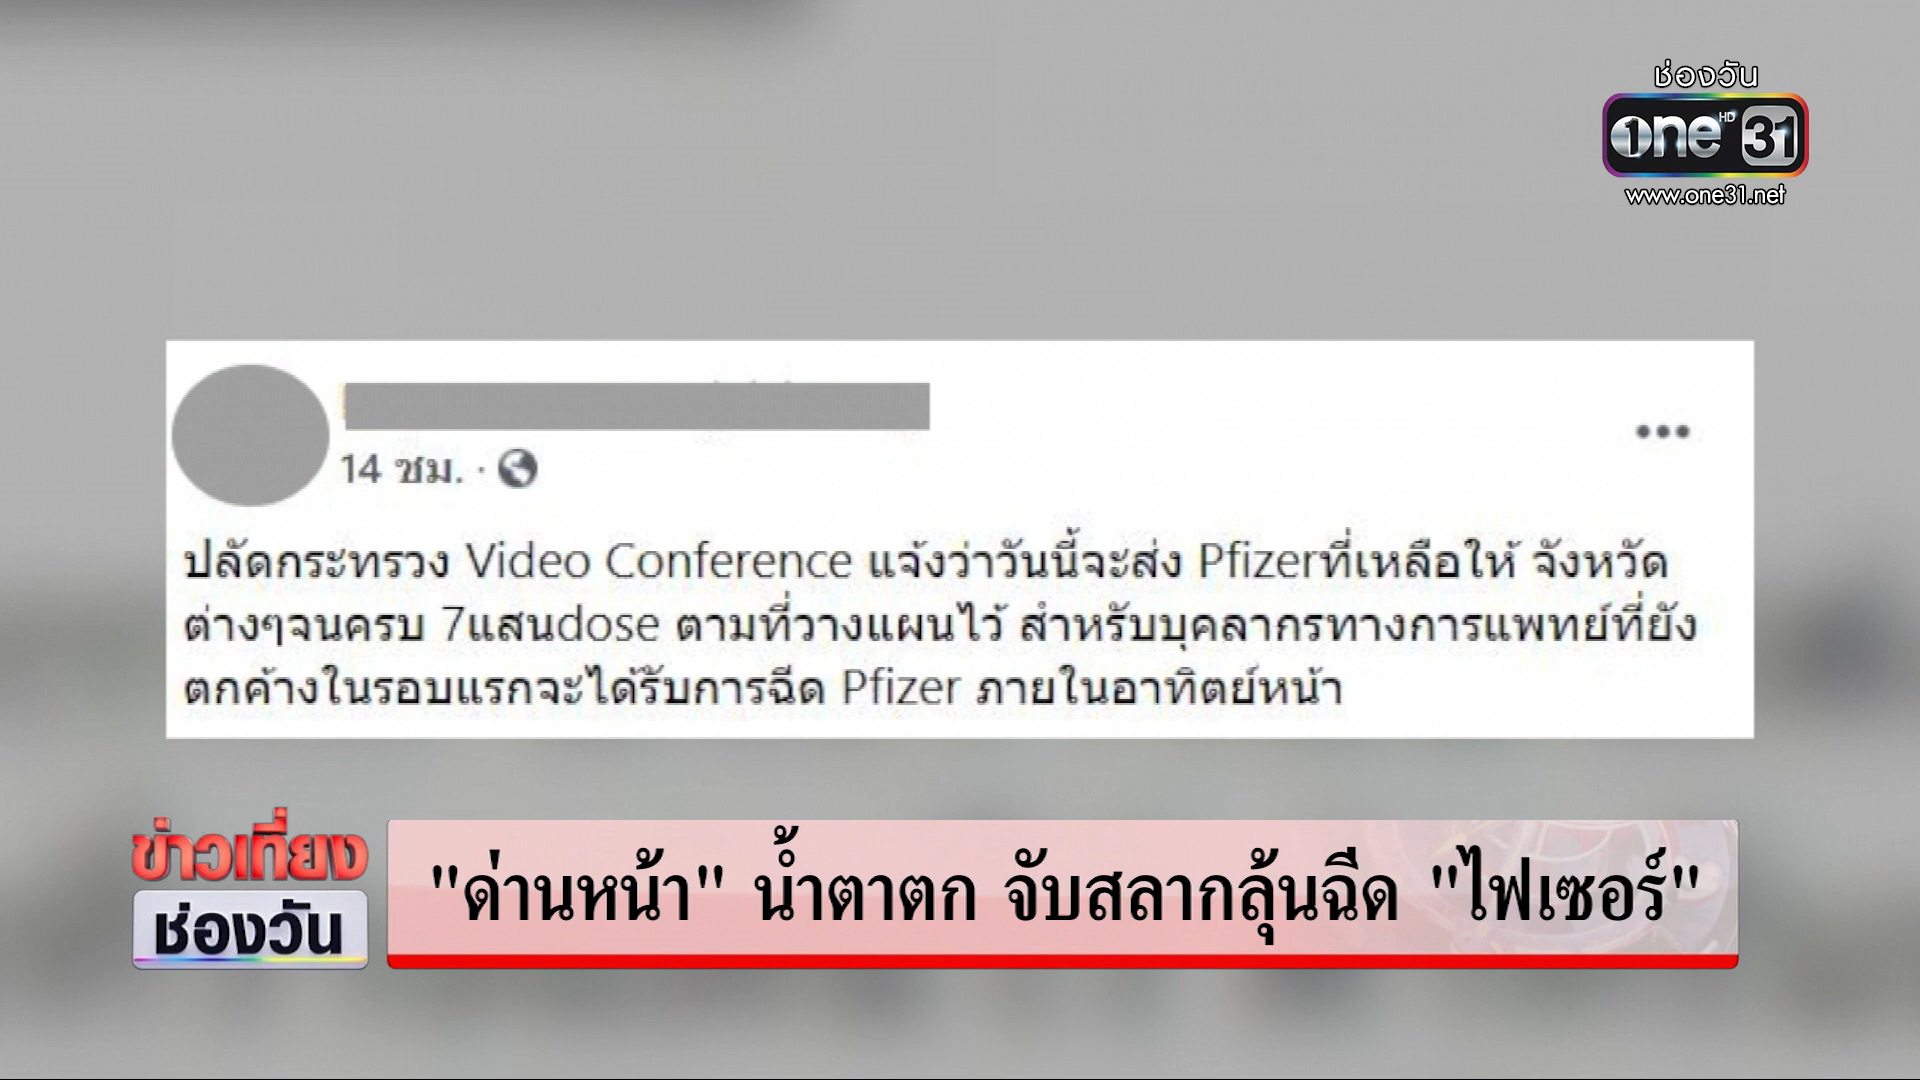 ช่องวัน
one HD 31
www.one31.net
14 ชม. ·
ปลัดกระทรวง Video Conference แจ้งว่าวันนี้จะส่ง Pfizerที่เหลือให้ จังหวัด
ต่างๆจนครบ 7แสนdose ตามที่วางแผนไว้ สำหรับบุคลากรทางการแพทย์ที่ยัง
ตกค้างในรอบแรกจะได้รับการฉีด Pfizer ภายในอาทิตย์หน้า
ข่าวเที่ยง
ช่องวัน
"ด่านหน้า" น้ำตาตก จับสลากลุ้นฉีด "ไฟเซอร์"